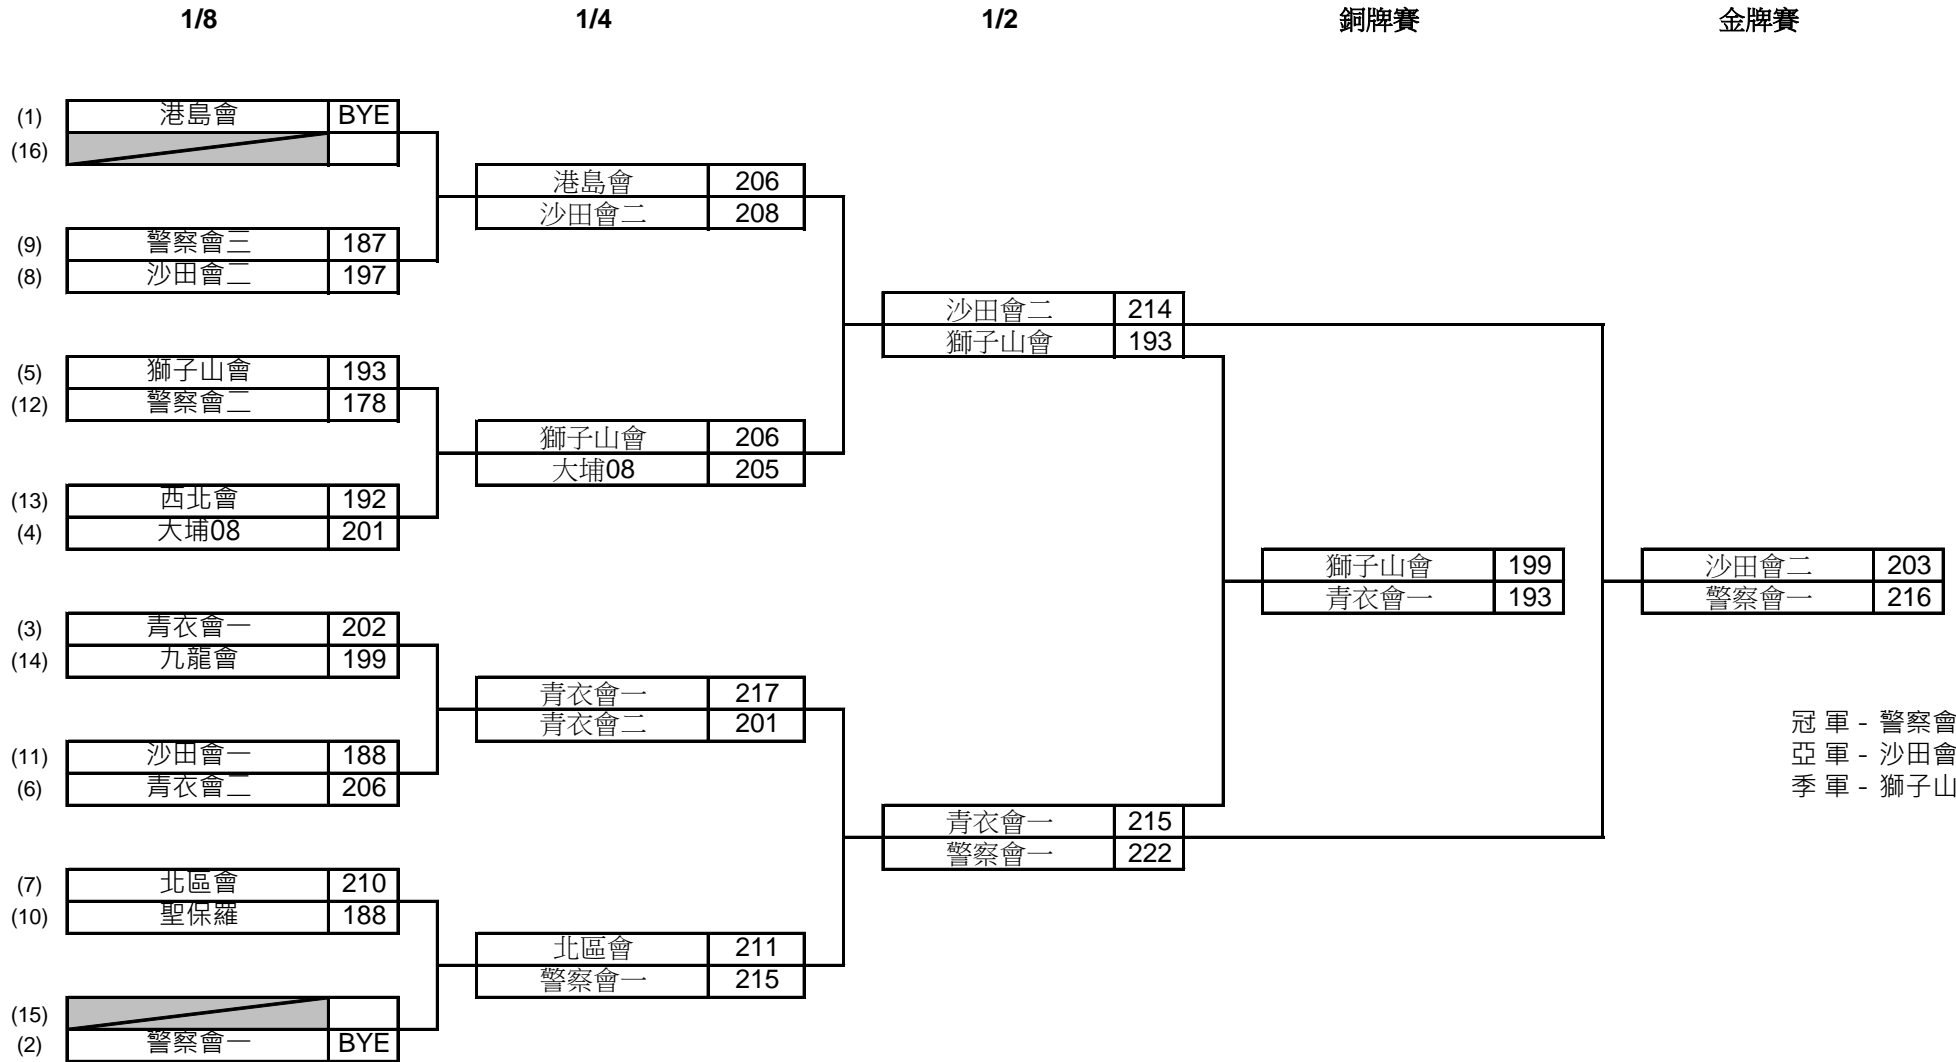 1/8 1/4 1/2 銅牌賽 金牌賽
(1) 港島會 BYE
(16)
港島會 206
沙田會二 208
(9) 警察會三 187
(8) 沙田會二 197
沙田會二 214
獅子山會 193
(5) 獅子山會 193
(12) 警察會二 178
獅子山會 206
大埔08 205
(13) 西北會 192
(4) 大埔08 201
獅子山會 199
青衣會一 193
沙田會二 203
警察會一 216
(3) 青衣會一 202
(14) 九龍會 199
青衣會一 217
青衣會二 201
冠 軍 - 警察會
亞 軍 - 沙田會
季 軍 - 獅子山
(11) 沙田會一 188
(6) 青衣會二 206
青衣會一 215
警察會一 222
(7) 北區會 210
(10) 聖保羅 188
北區會 211
警察會一 215
(15)
(2) 警察會一 BYE